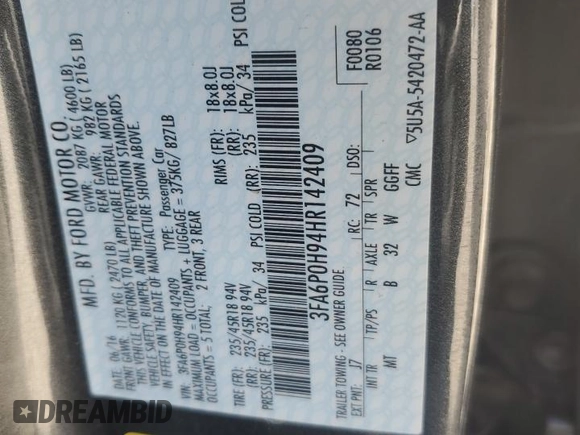 MFD. BY FORD MOTOR CO.
DATE: 06/16 GVWR: 2087 KG ( 4600 LB)
FRONT GAWR: 1120 KG ( 2470 LB) REAR GAWR: 982 KG ( 2165 LB)
THIS VEHICLE CONFORMS TO ALL APPLICABLE FEDERAL MOTOR
VEHICLE SAFETY, BUMPER, AND THEFT PREVENTION STANDARDS
IN EFFECT ON THE DATE OF MANUFACTURE SHOWN ABOVE.
VIN: 3FA6P0H94HR142409 TYPE: Passenger Car
MAXIMUM LOAD = OCCUPANTS + LUGGAGE = 375KG/ 827LB
OCCUPANTS = 5 TOTAL; 2 FRONT, 3 REAR
TIRE (FR): 235/45R18 94V RIMS (FR): 18x8.0J
(RR): 235/45R18 94V (RR): 18x8.0J
(FR): 235 kPa/ 34 PSI COLD (RR): 235 kPa/ 34 PSI COLD
3FA6P0H94HR142409
F0080
R0106
TRAILER TOWING - SEE OWNER GUIDE
EXT PNT: J7 RC: 72 DSO:
INT TR TP/PS R AXLE TR SPR
MT B 32 W GGFF
CMC ▽5U5A-5420472-AA
DREAMBID